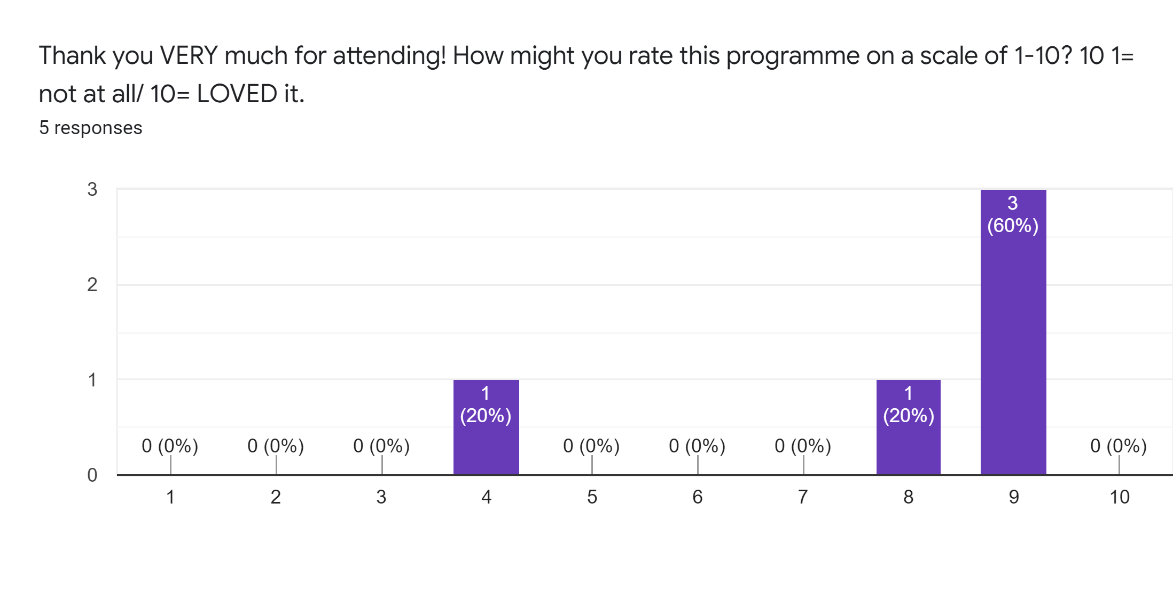 Thank you VERY much for attending! How might you rate this programme on a scale of 1-10? 10 1=
not at all/ 10= LOVED it.
5 responses
3
2
1
0
0 (0%) 0 (0%) 0 (0%) 1 (20%) 0 (0%) 0 (0%) 0 (0%) 1 (20%) 3 (60%) 0 (0%)
1 2 3 4 5 6 7 8 9 10